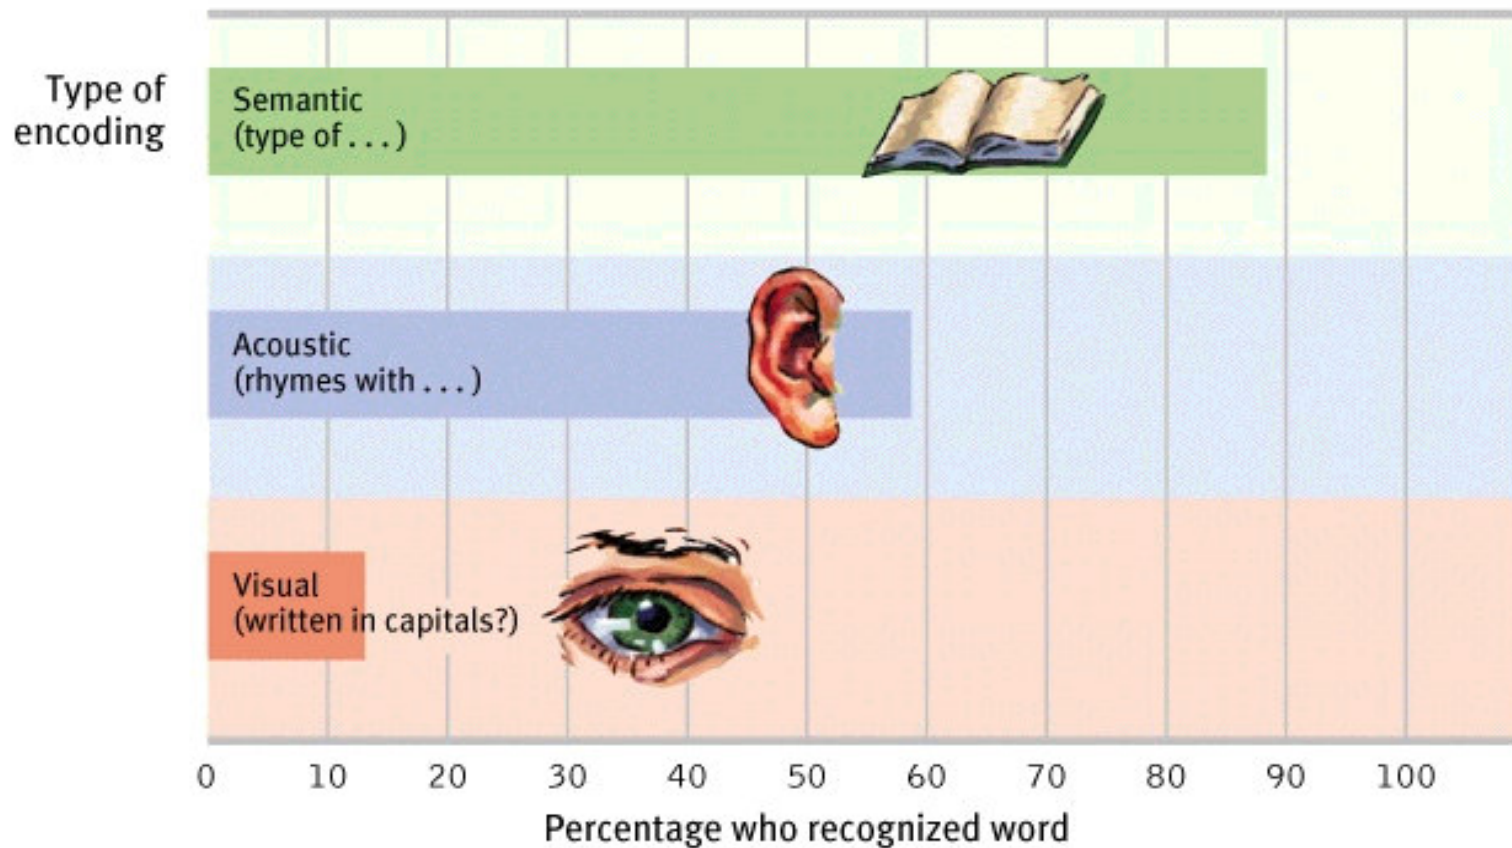 Type of
encoding
Semantic
(type of . . . )
Acoustic
(rhymes with . . . )
Visual
(written in capitals?)
0 10 20 30 40 50 60 70 80 90 100
Percentage who recognized word